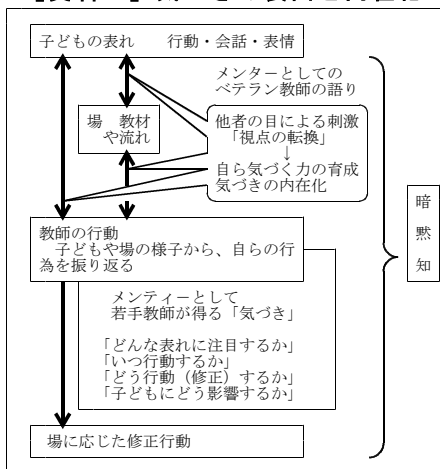 子どもの表れ　　行動・会話・表情
メンターとしての
ベテラン教師の語り
場　教材
や流れ
他者の目による刺激
「視点の転換」
↓
自ら気づく力の育成
気づきの内在化
教師の行動
子どもや場の様子から、自らの行
為を振り返る
メンティーとして
若手教師が得る「気づき」
「どんな表れに注目するか」
「いつ行動するか」
「どう行動（修正）するか」
「子どもにどう影響するか」
場に応じた修正行動
暗
黙
知